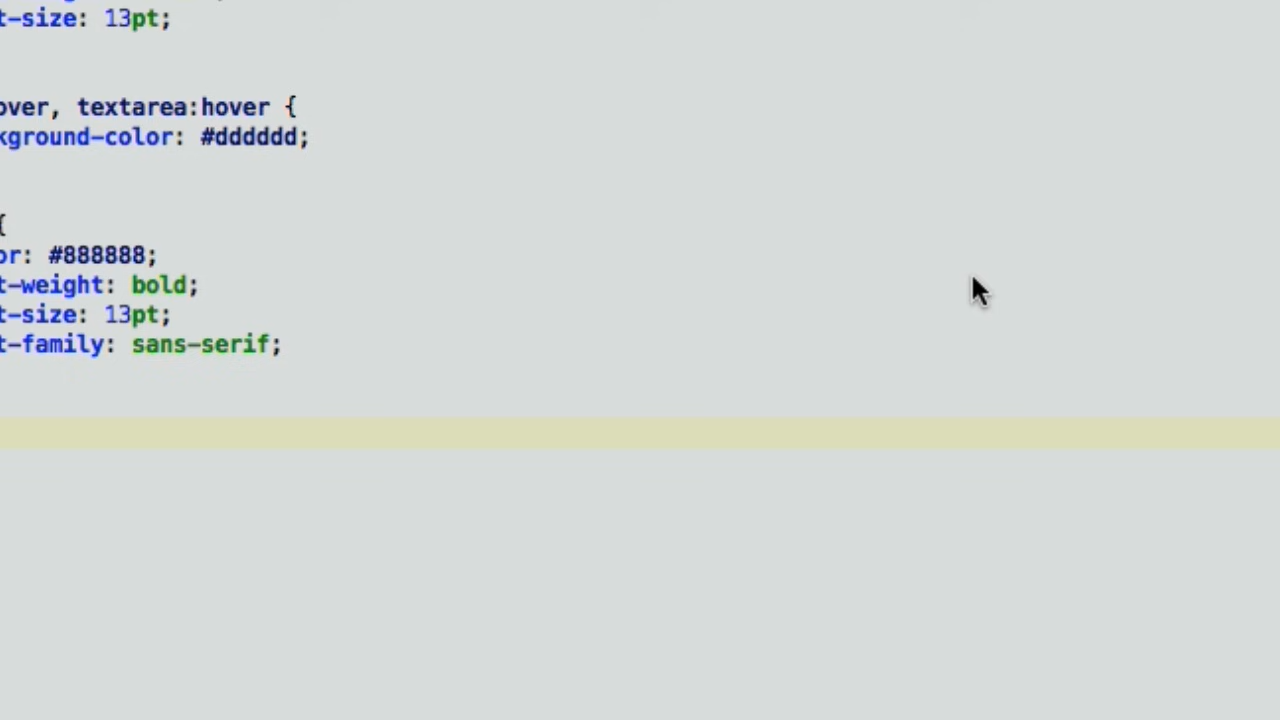 t-size: 13pt;
over, textarea:hover {
kground-color: #dddddd;
{
or: #888888;
t-weight: bold;
t-size: 13pt;
t-family: sans-serif;